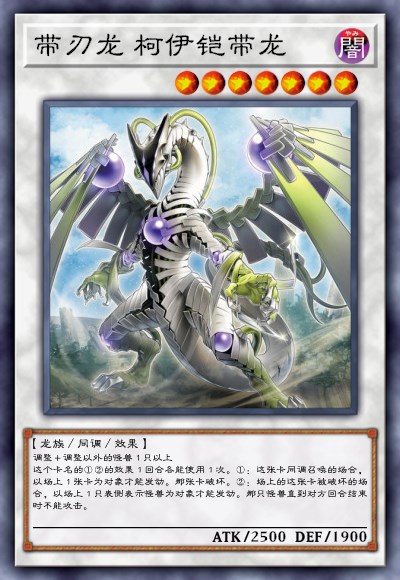 带刃龙 柯伊铠带龙
闇
やみ
【龙族／同调／效果】
调整＋调整以外的怪兽1只以上
这个卡名的①②的效果1回合各能使用1次。①：这张卡同调召唤的场合，
以场上1张卡为对象才能发动。那张卡破坏。②：场上的这张卡被破坏的场
合，以场上1只表侧表示怪兽为对象才能发动。那只怪兽直到对方回合结束
时不能攻击。
ATK/2500 DEF/1900